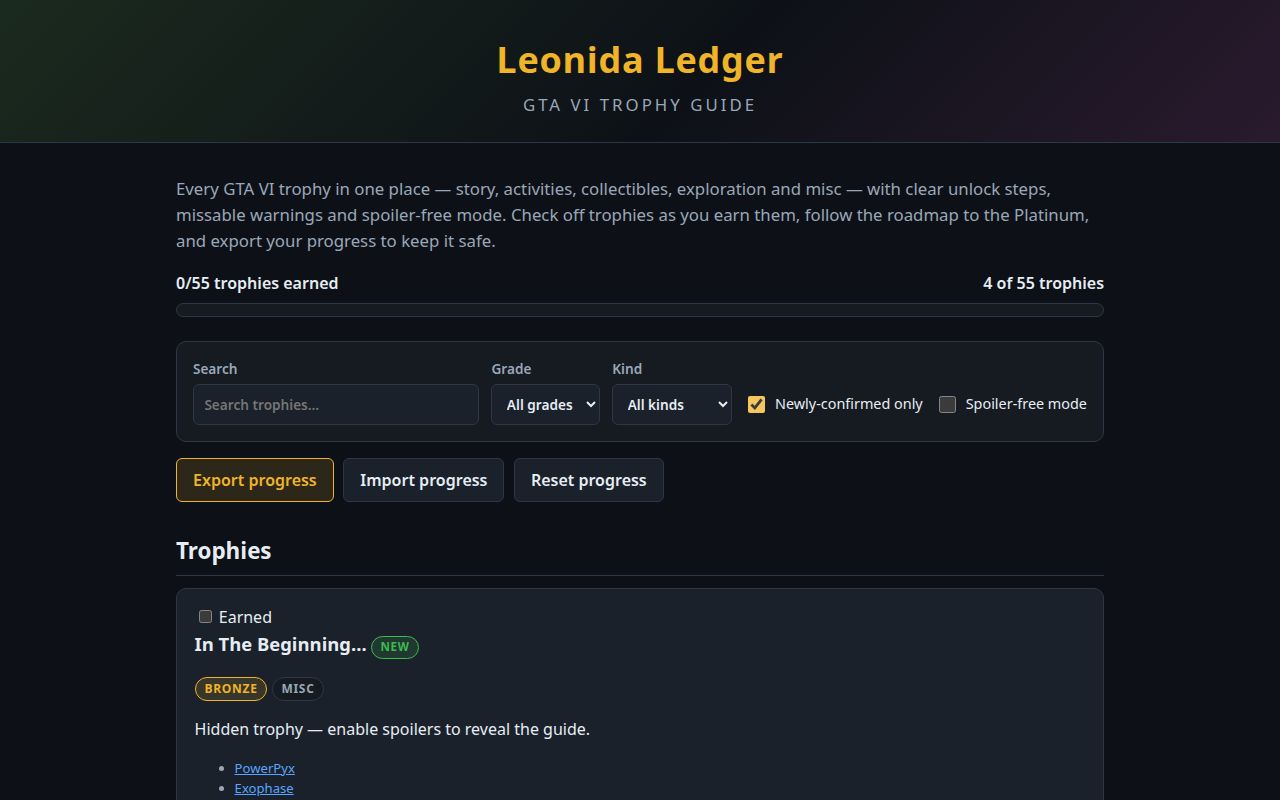 Leonida Ledger
GTA VI TROPHY GUIDE
Every GTA VI trophy in one place — story, activities, collectibles, exploration and misc — with clear unlock steps,
missable warnings and spoiler-free mode. Check off trophies as you earn them, follow the roadmap to the Platinum,
and export your progress to keep it safe.
0/55 trophies earned
4 of 55 trophies
Search
Grade
Kind
Search trophies...
All grades
All kinds
Newly-confirmed only
Spoiler-free mode
Export progress
Import progress
Reset progress
Trophies
Earned
In The Beginning... NEW
BRONZE MISC
Hidden trophy — enable spoilers to reveal the guide.
PowerPyx
Exophase